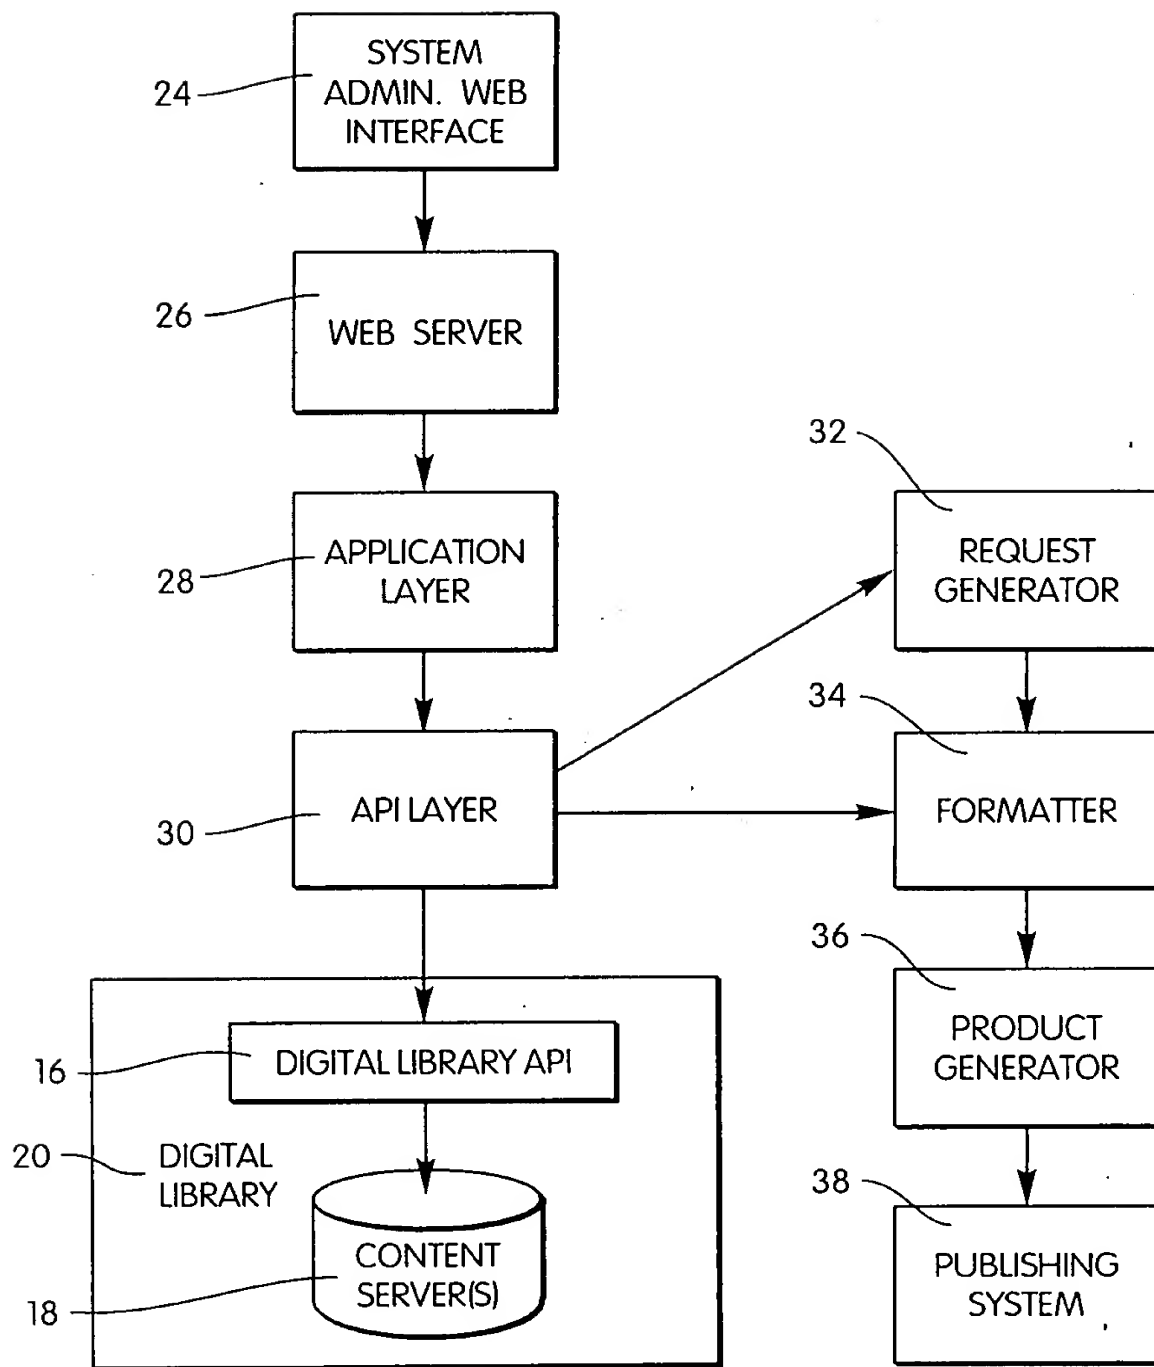 24
SYSTEM
ADMIN. WEB
INTERFACE
26
WEB SERVER
28
APPLICATION
LAYER
30
API LAYER
32
REQUEST
GENERATOR
34
FORMATTER
36
PRODUCT
GENERATOR
38
PUBLISHING
SYSTEM
16
DIGITAL LIBRARY API
20
DIGITAL
LIBRARY
18
CONTENT
SERVER(S)